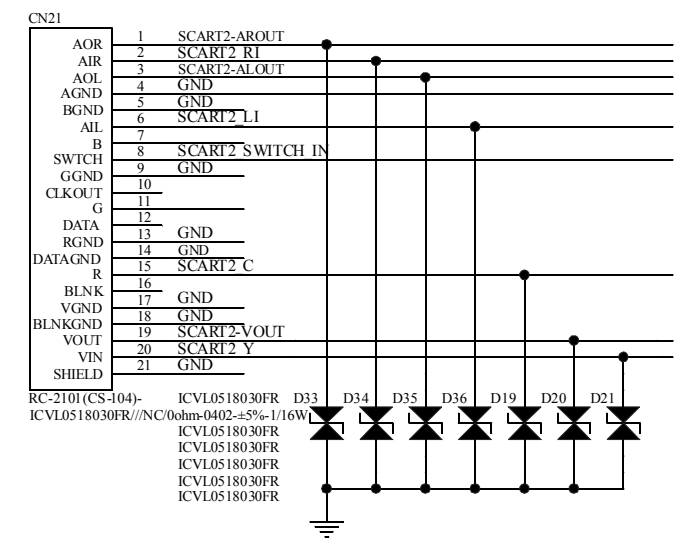 CN21
AOR 1 SCART2-AROUT
AIR 2 SCART2_RI
AOL 3 SCART2-ALOUT
AGND 4 GND
BGND 5 GND
AIL 6 SCART2_LI
B 7
SWTCH 8 SCART2_SWITCH_IN
GGND 9 GND
CLKOUT 10
G 11
DATA 12
RGND 13 GND
DATAGND 14 GND
R 15 SCART2_C
BLNK 16
VGND 17 GND
BLNKGND 18 GND
VOUT 19 SCART2-VOUT
VIN 20 SCART2_Y
SHIELD 21 GND
RC-2101(CS-104)- ICVL0518030FR D33 D34 D35 D36 D19 D20 D21
ICVL0518030FR///NC/0ohm-0402-±5%-1/16W
ICVL0518030FR
ICVL0518030FR
ICVL0518030FR
ICVL0518030FR
ICVL0518030FR